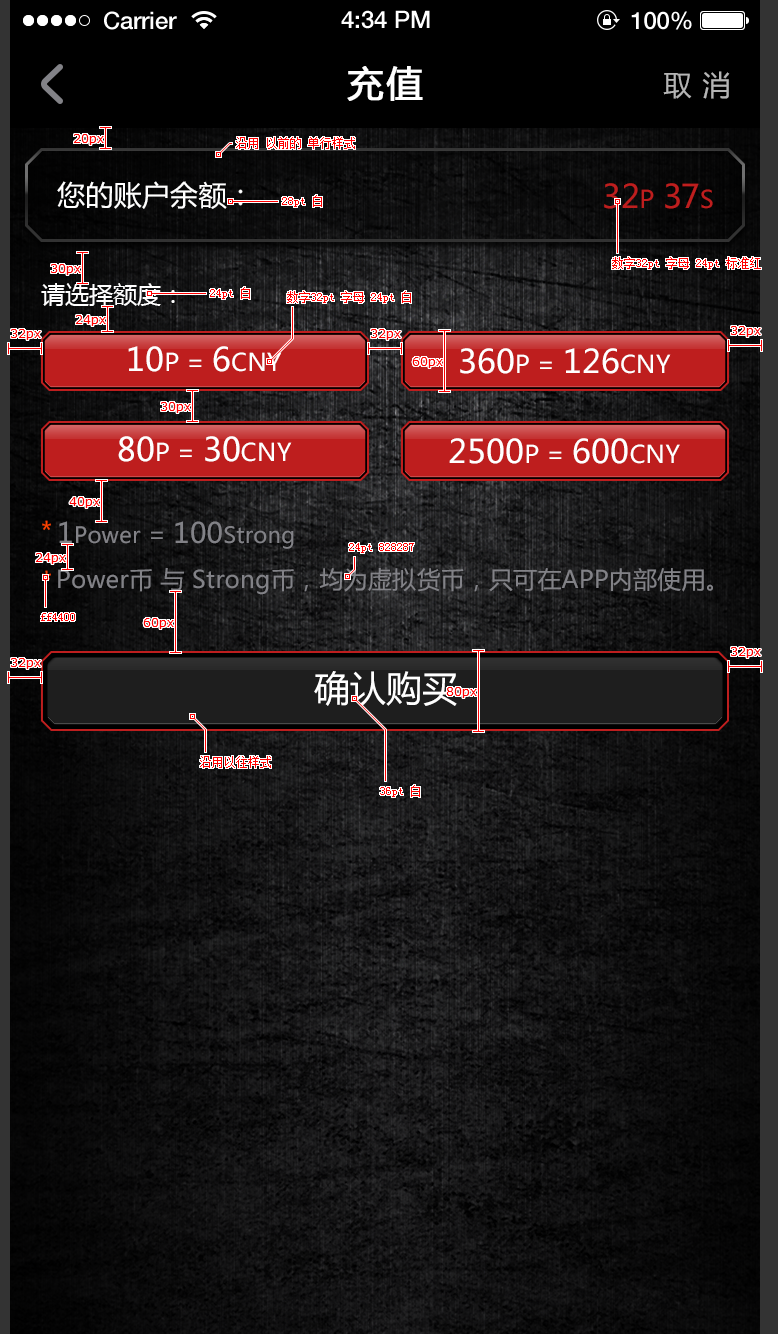 Carrier 4:34 PM 100%
充值 取 消
20px 沿用 以前的 单行样式
您的账户余额： 28pt 白 32P 37S
数字32pt 字母 24pt 标准红
30px
请选择额度： 24pt 白 数字32pt 字母 24pt 白
24px
32px 32px 32px
10P = 6CNY 60px 360P = 126CNY
30px
80P = 30CNY 2500P = 600CNY
40px
* 1Power = 100Strong
24px 24pt 828287
* Power币 与 Strong币，均为虚拟货币，只可在APP内部使用。
ff4400
60px
32px 32px
确认购买 80px
沿用以往样式
36pt 白